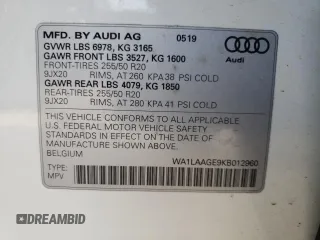 MFD. BY AUDI AG 0519
GVWR LBS 6978, KG 3165
GAWR FRONT LBS 3527, KG 1600
FRONT-TIRES 255/50 R20
9JX20 RIMS, AT 260 KPA 38 PSI COLD
GAWR REAR LBS 4079, KG 1850
REAR-TIRES 255/50 R20
9JX20 RIMS, AT 280 KPA 41 PSI COLD
Audi
THIS VEHICLE CONFORMS TO ALL APPLICABLE
U.S. FEDERAL MOTOR VEHICLE SAFETY
STANDARDS IN EFFECT ON THE DATE OF
MANUFACTURE SHOWN ABOVE.
BELGIUM
TYPE: WA1LAAGE9KB012960
MPV
DREAMBID.COM